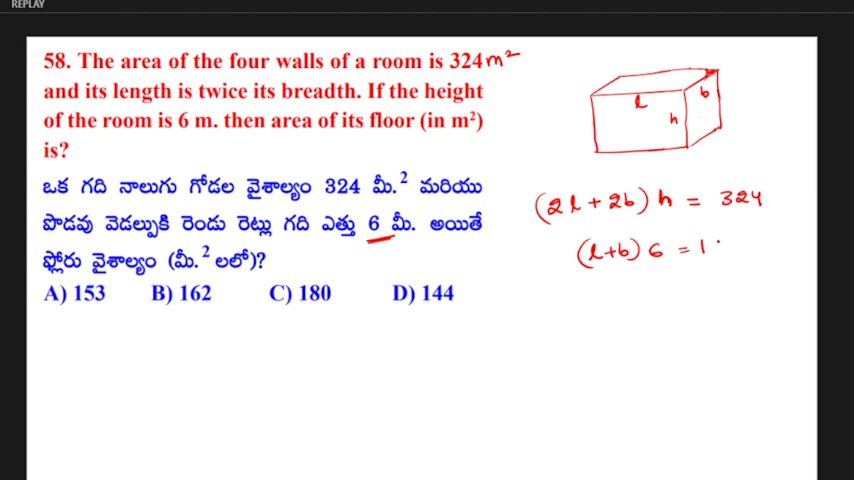 REPLAY
58. The area of the four walls of a room is 324m²
and its length is twice its breadth. If the height
of the room is 6 m. then area of its floor (in m²)
is?
ఒక గది నాలుగు గోడల వైశాల్యం 324 మీ.² మరియు
పొడవు వెడల్పుకి రెండు రెట్లు గది ఎత్తు 6 మీ. అయితే
ఫ్లోరు వైశాల్యం (మీ.² లలో)?
A) 153 B) 162 C) 180 D) 144
l b
h
(2l + 2b) h = 324
(l+b) 6 = 1